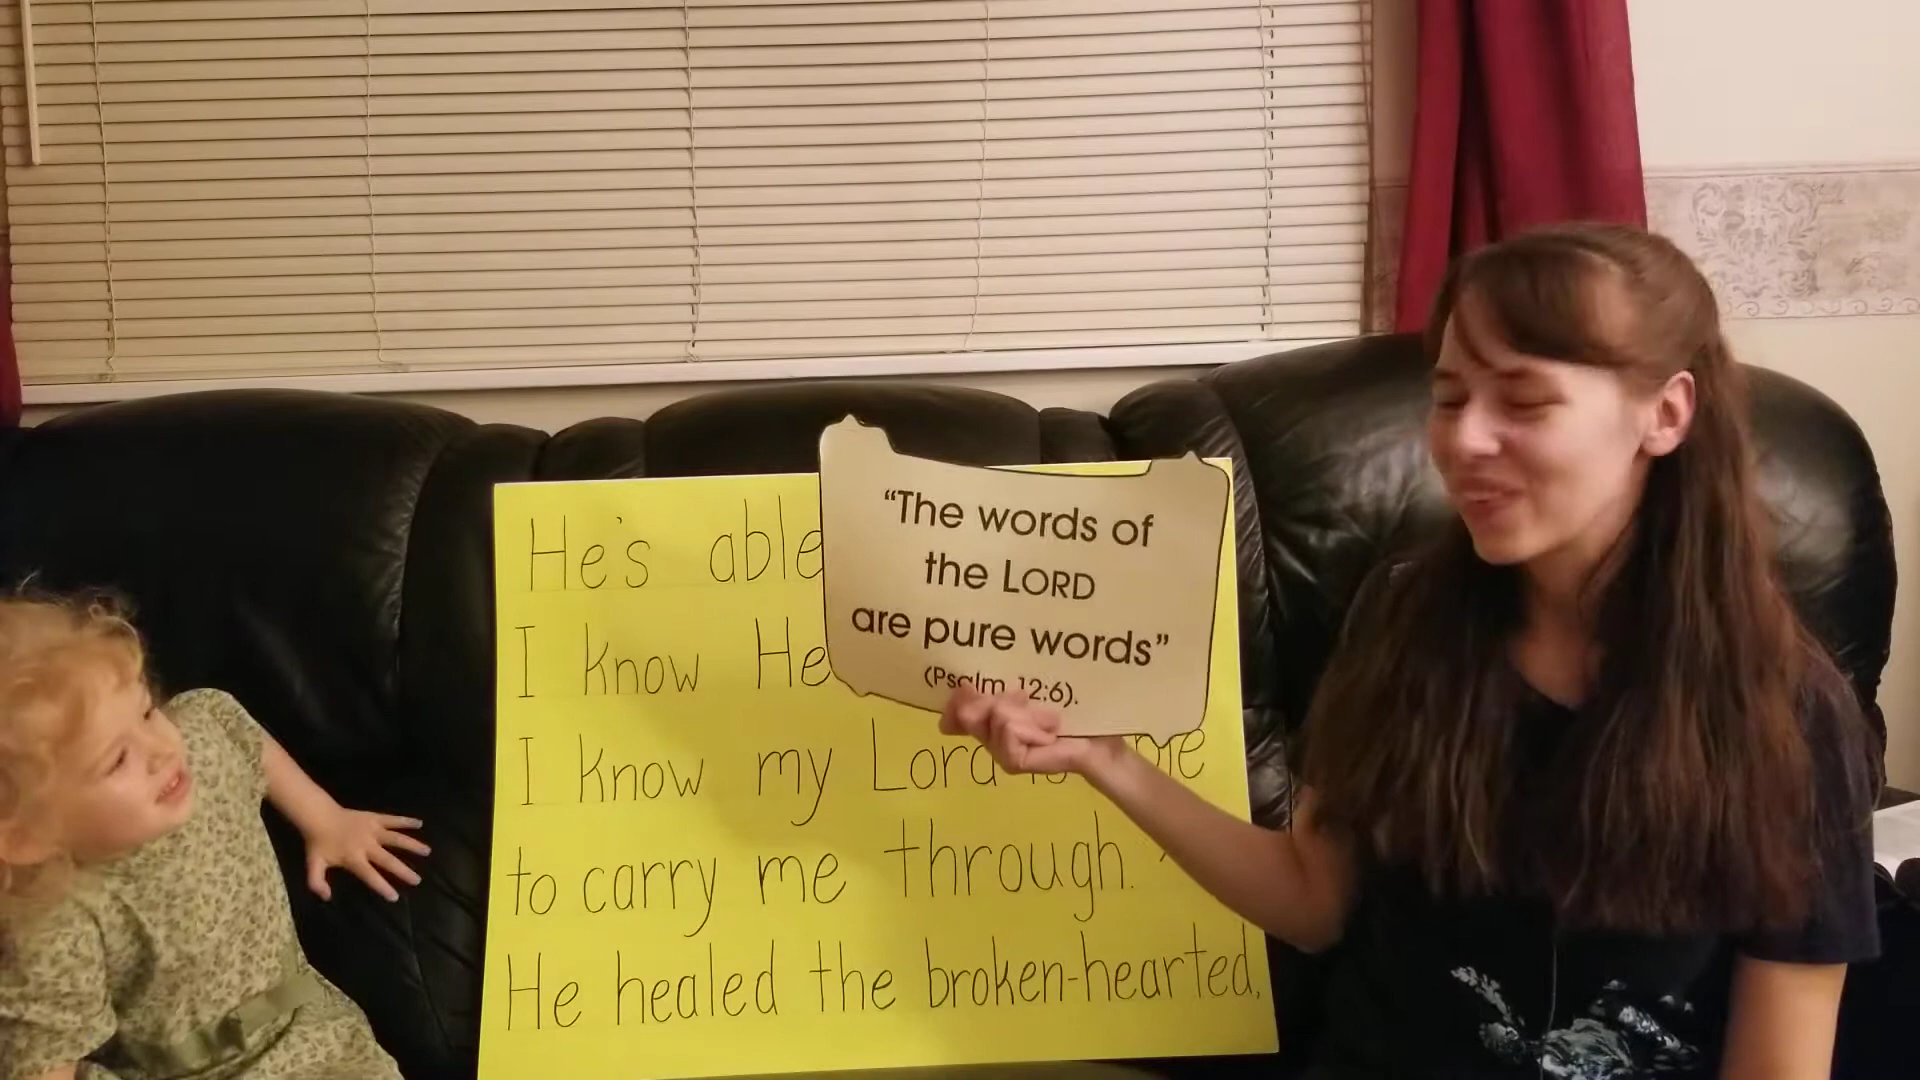 He's able
I know He
I know my Lord is
to carry me through.
He healed the broken-hearted,
“The words of
the LORD
are pure words”
(Psalm 12:6).